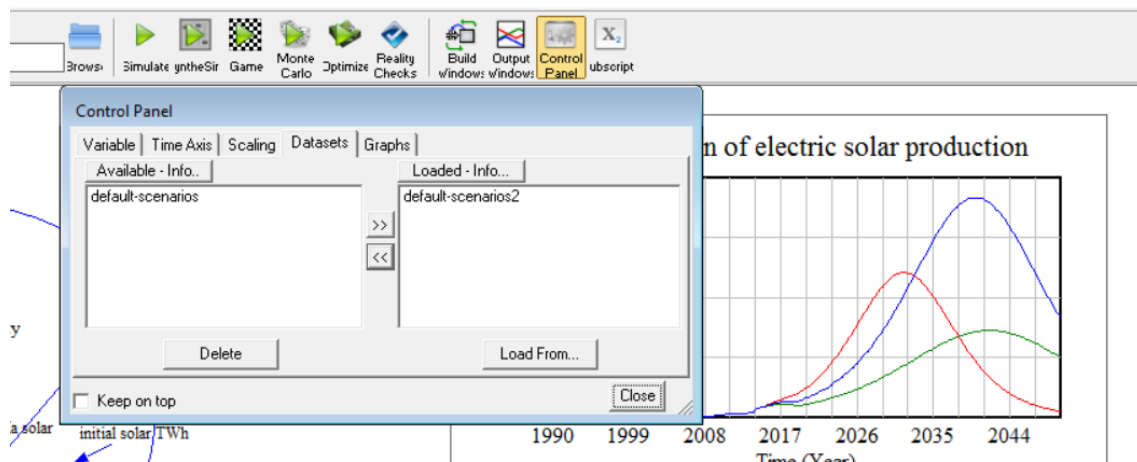 Brows
Simulate
yntheSir
Game
Monte
Carlo
Optimize
Reality
Checks
Build
windows
Output
windows
Control
Panel
ubscript
X2
Control Panel
Variable Time Axis Scaling Datasets Graphs
Available - Info.. Loaded - Info...
default-scenarios default-scenarios2
>>
<<
Delete Load From...
Keep on top Close
n of electric solar production
y
la solar
initial solar TWh
1990 1999 2008 2017 2026 2035 2044
Time (Year)